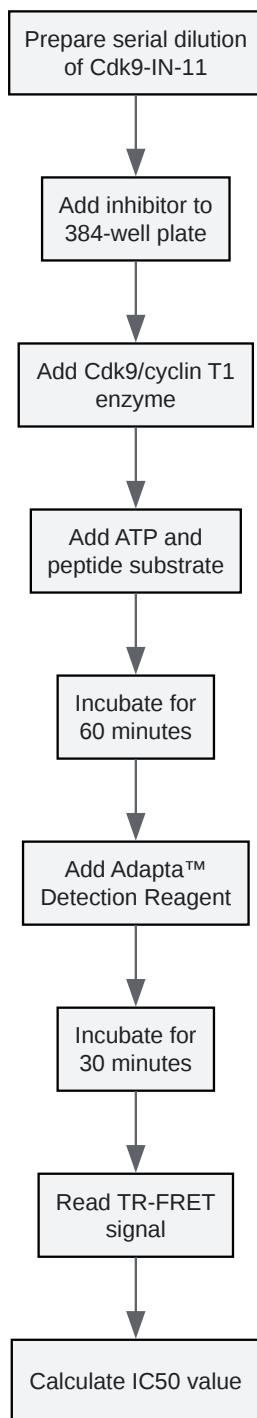 Prepare serial dilution
of Cdk9-IN-11
Add inhibitor to
384-well plate
Add Cdk9/cyclin T1
enzyme
Add ATP and
peptide substrate
Incubate for
60 minutes
Add Adapta™
Detection Reagent
Incubate for
30 minutes
Read TR-FRET
signal
Calculate IC50 value